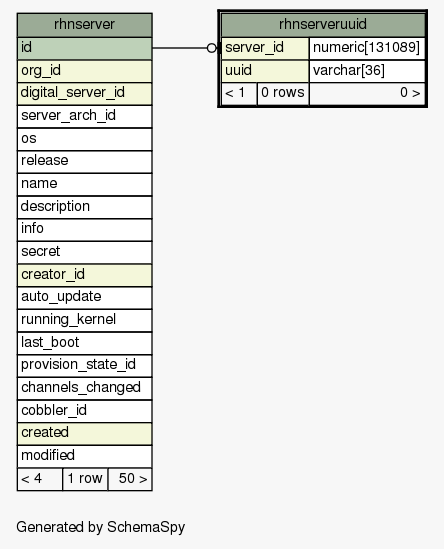 rhnserver
id
org_id
digital_server_id
server_arch_id
os
release
name
description
info
secret
creator_id
auto_update
running_kernel
last_boot
provision_state_id
channels_changed
cobbler_id
created
modified
< 4 1 row 50 >
rhnserveruuid
server_id numeric[131089]
uuid varchar[36]
< 1 0 rows 0 >
Generated by SchemaSpy